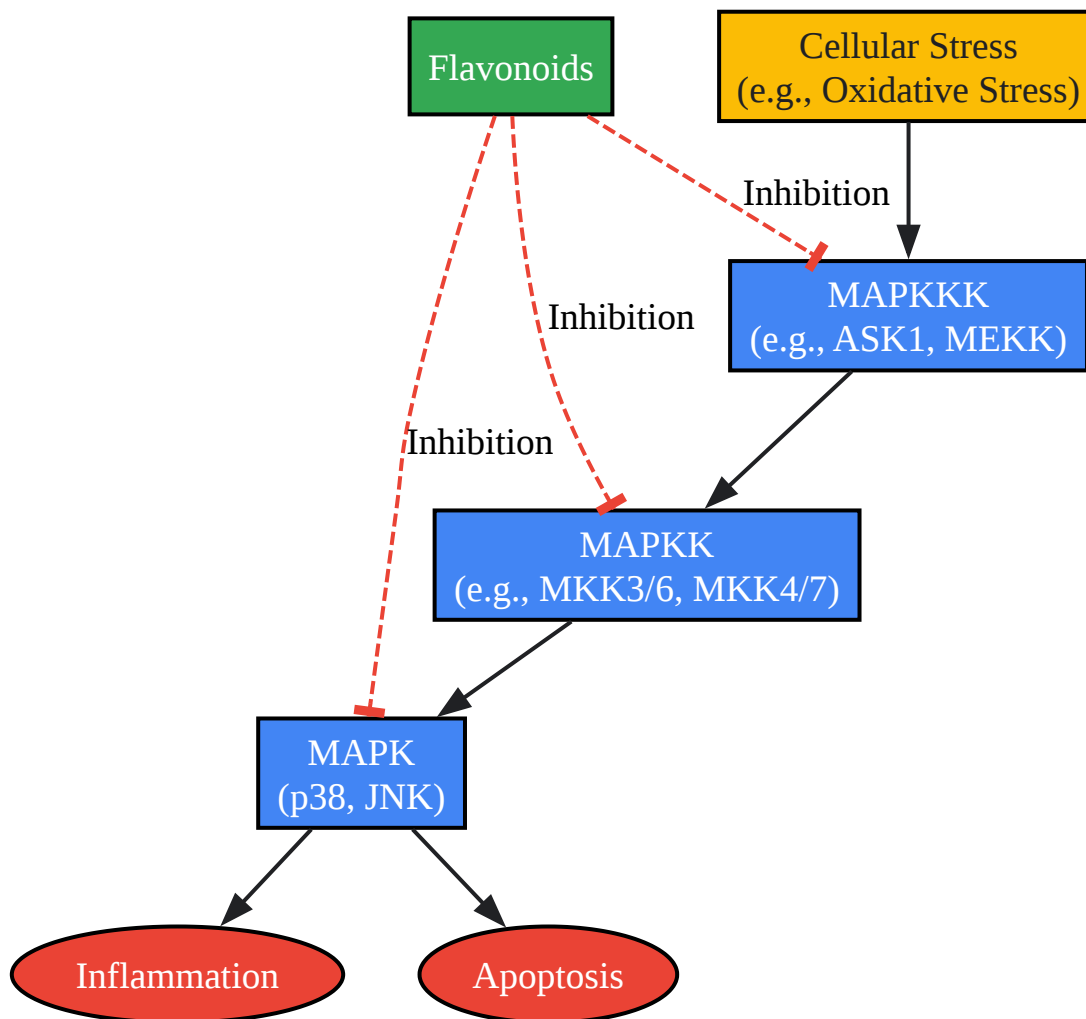 Flavonoids
Cellular Stress
(e.g., Oxidative Stress)
Inhibition
MAPKKK
(e.g., ASK1, MEKK)
Inhibition
Inhibition
MAPKK
(e.g., MKK3/6, MKK4/7)
MAPK
(p38, JNK)
Inflammation
Apoptosis